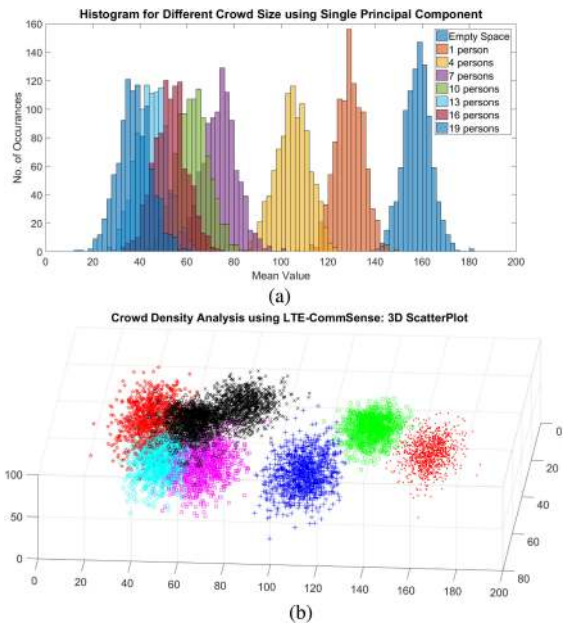 Histogram for Different Crowd Size using Single Principal Component
160
140
120
100
80
60
40
20
0
No. of Occurances
Empty Space
1 person
4 persons
7 persons
10 persons
13 persons
16 persons
19 persons
0 20 40 60 80 100 120 140 160 180 200
Mean Value
(a)
Crowd Density Analysis using LTE-CommSense: 3D ScatterPlot
100
50
0
0 20 40 60 80 100 120 140 160 180 200
0
20
40
60
80
(b)